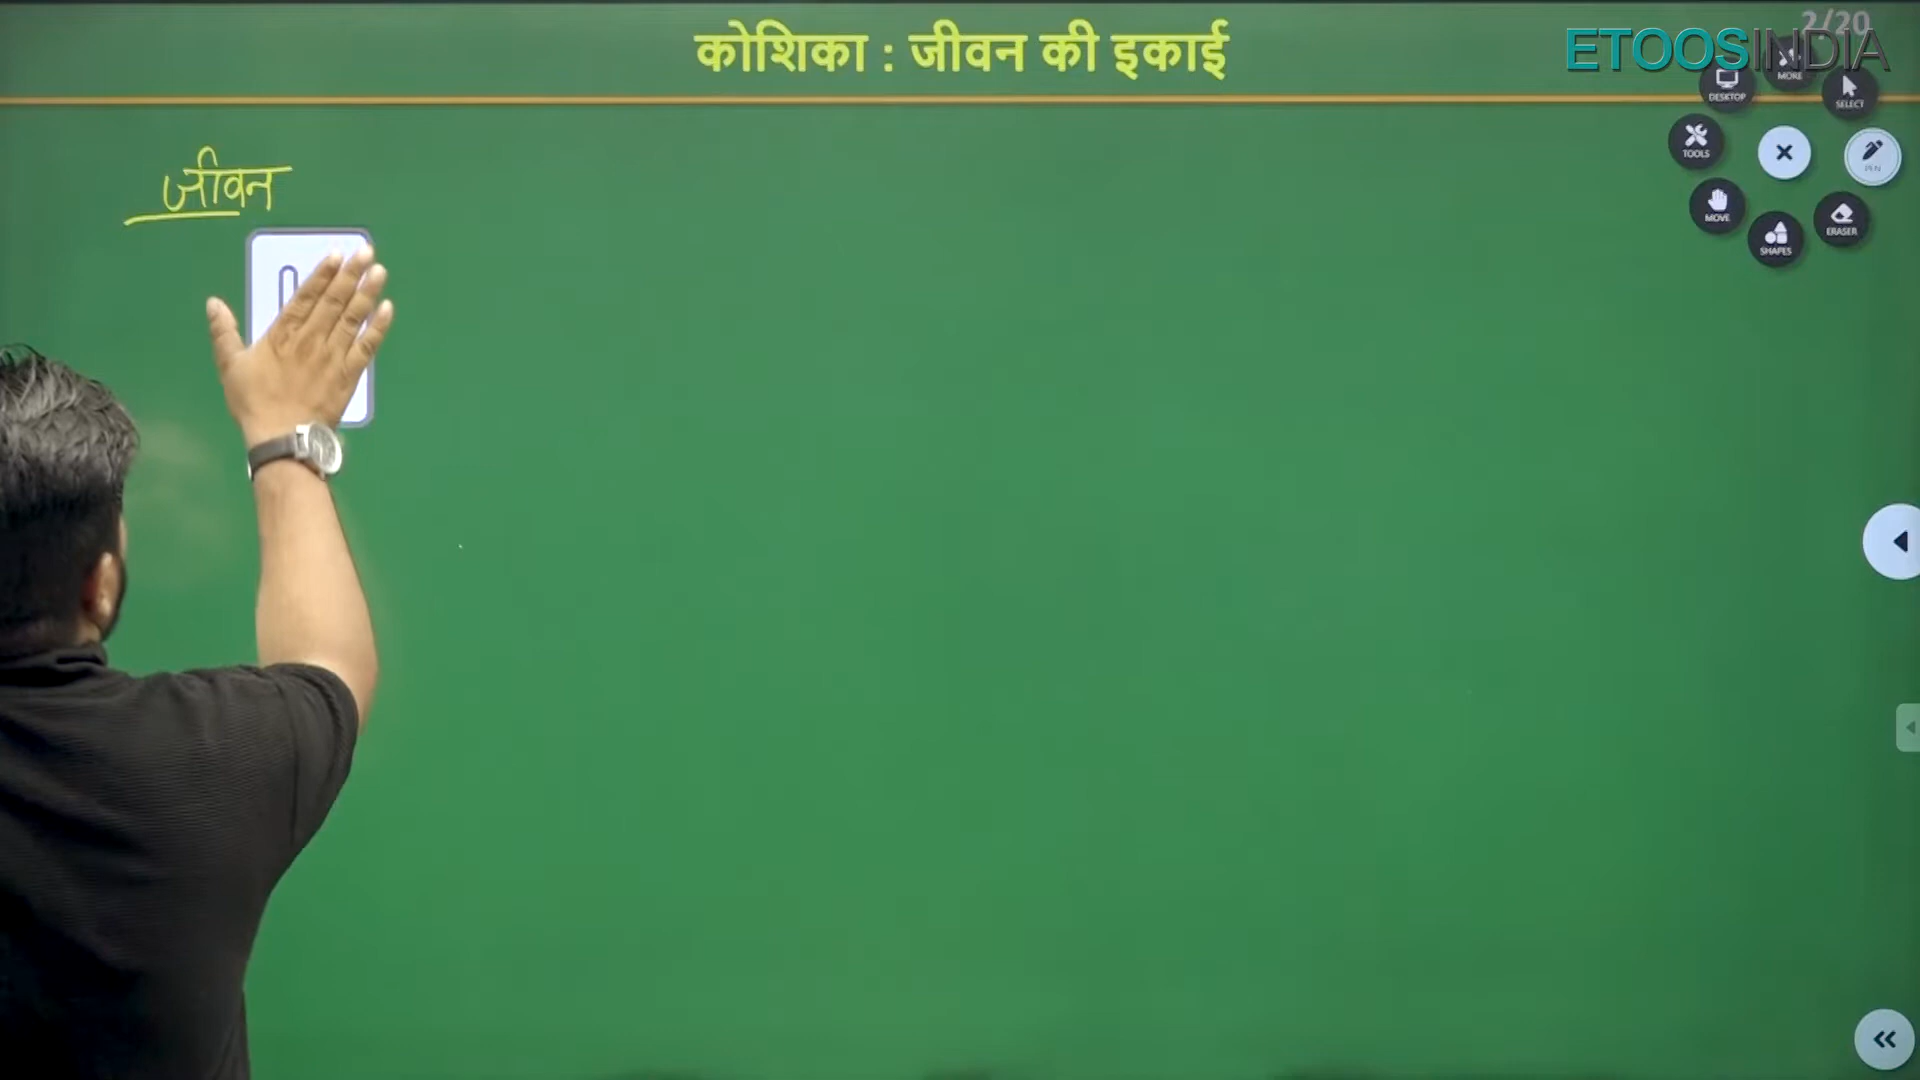 कोशिका : जीवन की इकाई
2/20
ETOOSINDIA
MORE
DESKTOP
SELECT
TOOLS
PEN
MOVE
ERASER
SHAPES
जीवन